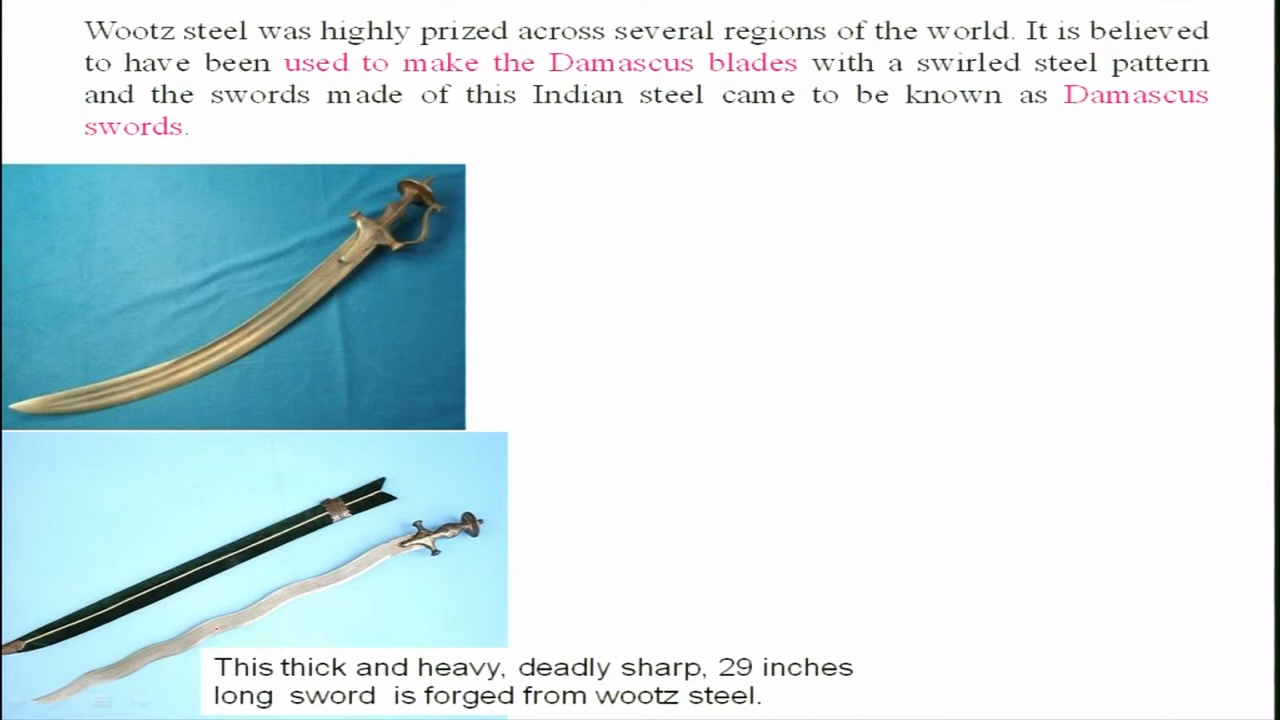 Wootz steel was highly prized across several regions of the world. It is believed
to have been used to make the Damascus blades with a swirled steel pattern
and the swords made of this Indian steel came to be known as Damascus
swords.
This thick and heavy, deadly sharp, 29 inches
long sword is forged from wootz steel.